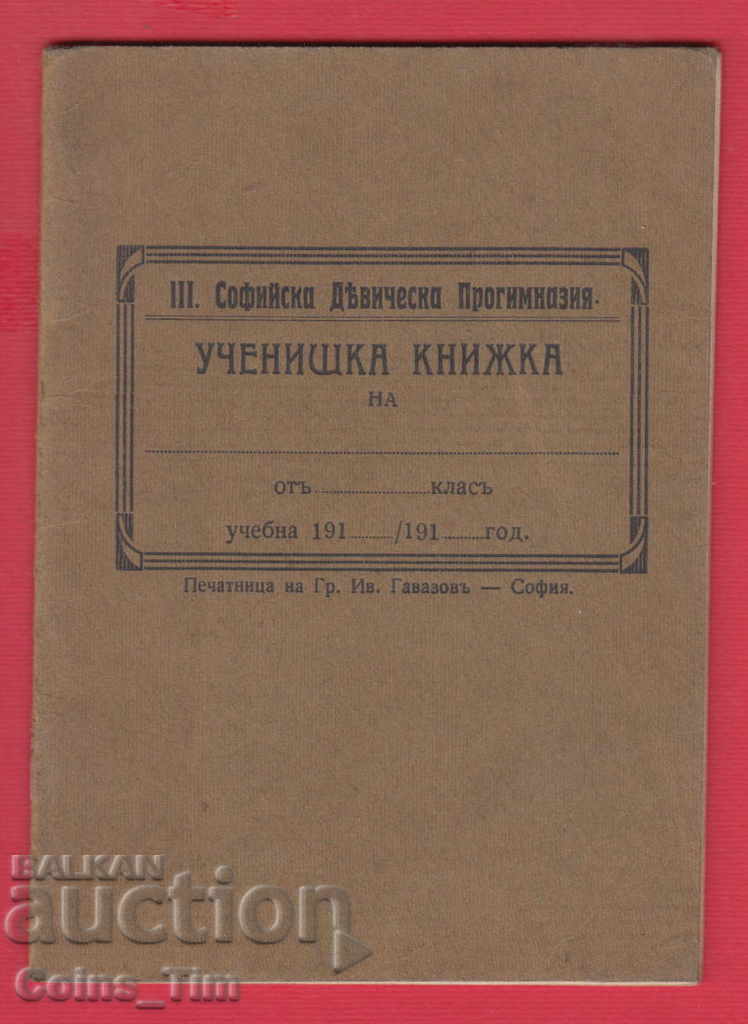 III. Софийска Дѣвическа Прогимназия.
УЧЕНИШКА КНИЖКА
НА
отъ............класъ
учебна 191....../191......год.
Печатница на Гр. Ив. Гавазовъ — София.
BALKAN
auction
Coins_Tim